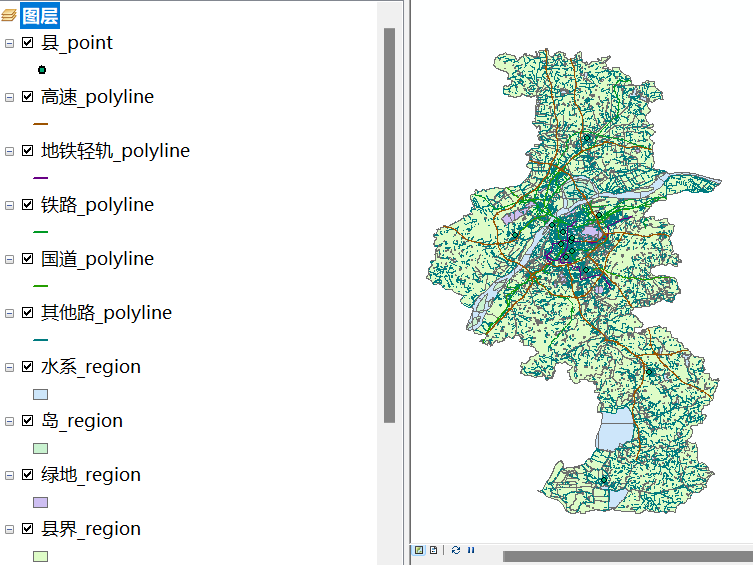 图层
县_point
高速_polyline
地铁轻轨_polyline
铁路_polyline
国道_polyline
其他路_polyline
水系_region
岛_region
绿地_region
县界_region